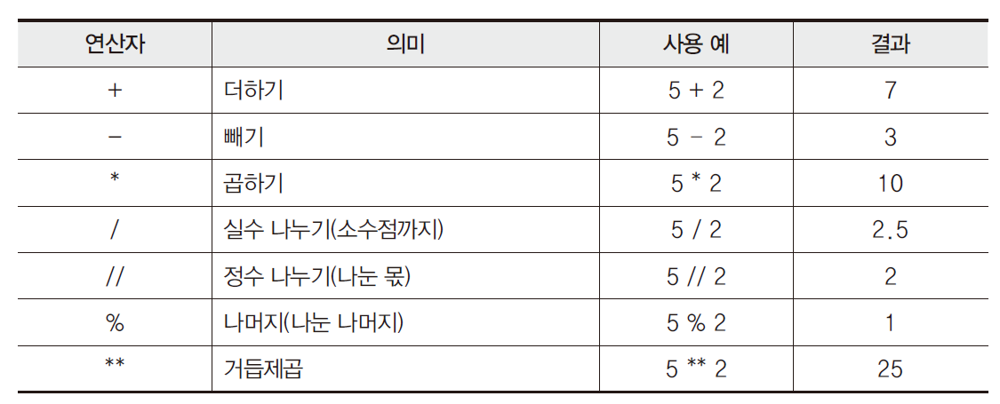 연산자 의미 사용 예 결과
+ 더하기 5 + 2 7
- 빼기 5 - 2 3
* 곱하기 5 * 2 10
/ 실수 나누기(소수점까지) 5 / 2 2.5
// 정수 나누기(나눈 몫) 5 // 2 2
% 나머지(나눈 나머지) 5 % 2 1
** 거듭제곱 5 ** 2 25